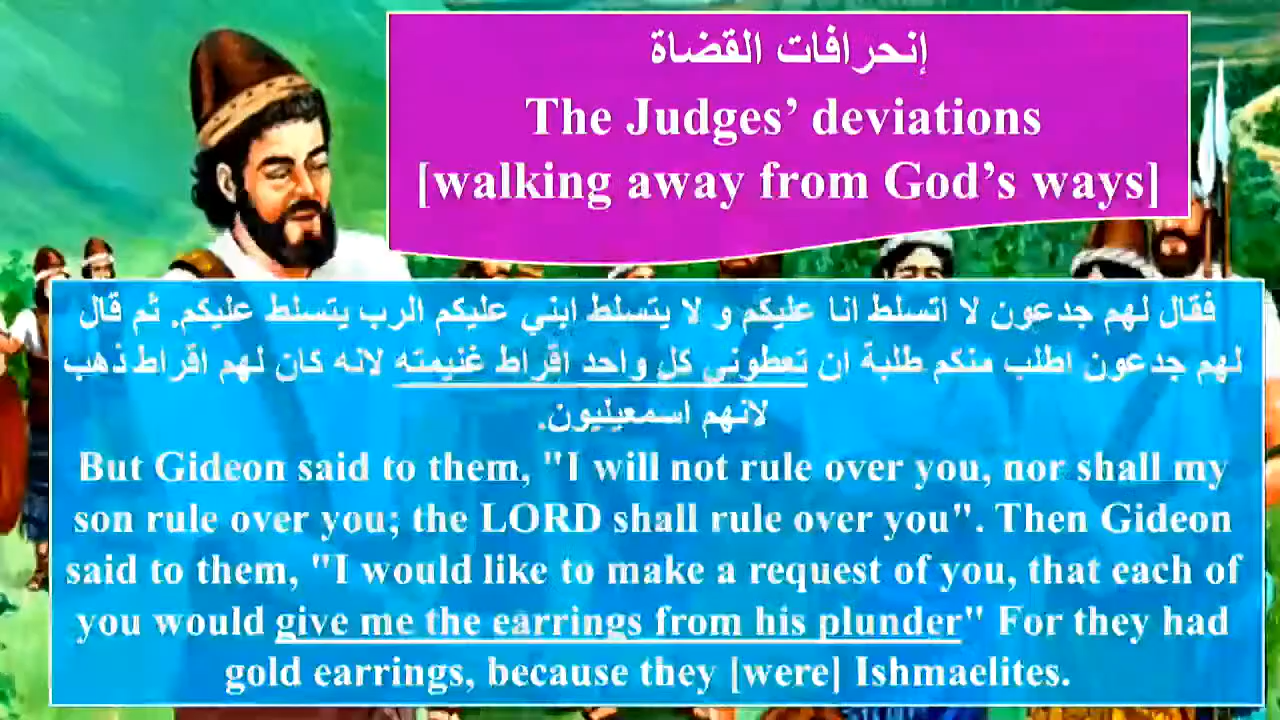 إنحرافات القضاة
The Judges’ deviations
[walking away from God’s ways]
فقال لهم جدعون لا اتسلط انا عليكم و لا يتسلط ابني عليكم الرب يتسلط عليكم. ثم قال
لهم جدعون اطلب منكم طلبة ان تعطوني كل واحد اقراط غنيمته لانه كان لهم اقراط ذهب
لانهم اسمعيليون.
But Gideon said to them, "I will not rule over you, nor shall my
son rule over you; the LORD shall rule over you". Then Gideon
said to them, "I would like to make a request of you, that each of
you would give me the earrings from his plunder" For they had
gold earrings, because they [were] Ishmaelites.